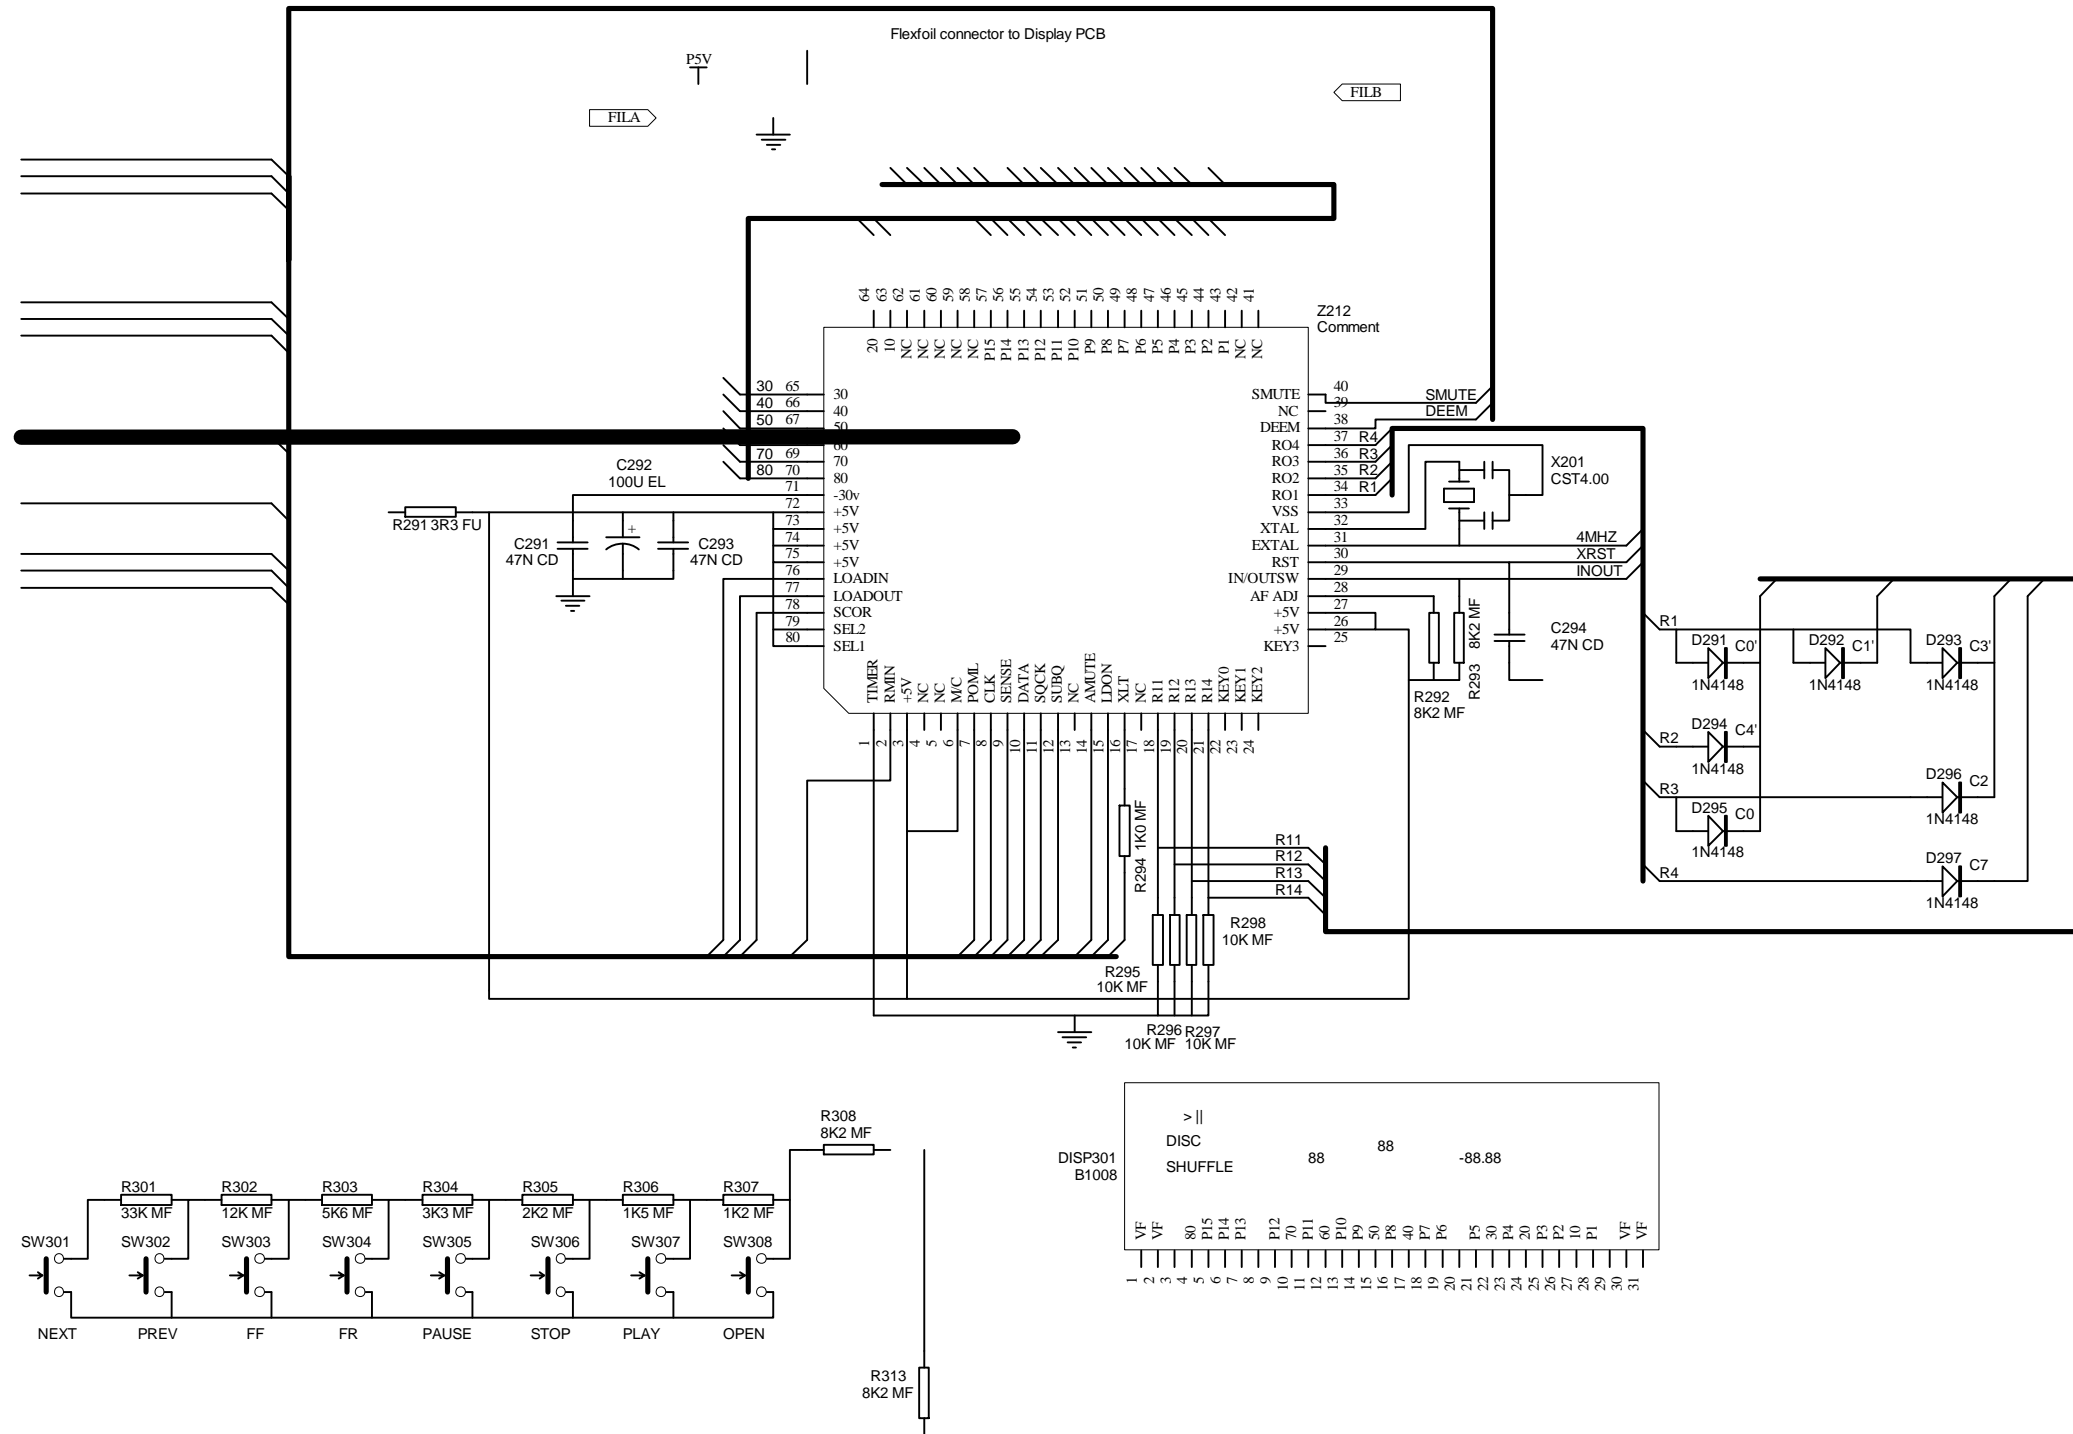 Flexfoil connector to Display PCB
P5V
FILB
FILA
64 63 62 61 60 59 58 57 56 55 54 53 52 51 50 49 48 47 46 45 44 43 42 41
Z212
Comment
20 10 NC NC NC NC NC P15 P14 P13 P12 P11 P10 P9 P8 P7 P6 P5 P4 P3 P2 P1 NC NC
30 65 30
40 66 40
50 67 50
60
70 69 70
80 70 80
71 -30v
72 +5V
73 +5V
74 +5V
75 +5V
76 LOADIN
77 LOADOUT
78 SCOR
79 SEL2
80 SEL1
C292
100U EL
R291 3R3 FU
C291
47N CD
+
C293
47N CD
SMUTE 40 SMUTE
NC 39
DEEM 38 DEEM
RO4 37 R4
RO3 36 R3
RO2 35 R2
RO1 34 R1
VSS 33
XTAL 32
EXTAL 31 4MHZ
RST 30 XRST
IN/OUTSW 29 INOUT
AF ADJ 28
+5V 27
+5V 26
KEY3 25
X201
CST4.00
R292
8K2 MF
R293 8K2 MF
C294
47N CD
TIMER RMIN +5V NC NC M/C POML CLK SENSE DATA SQCK SUBQ NC AMUTE LDON XLT NC R11 R12 R13 R14 KEY0 KEY1 KEY2
1 2 3 4 5 6 7 8 9 10 11 12 13 14 15 16 17 18 19 20 21 22 23 24
R294 1K0 MF
R11
R12
R13
R14
R298
10K MF
R295
10K MF
R296
10K MF
R297
10K MF
R1
D291 C0'
1N4148
D292 C1'
1N4148
D293 C3'
1N4148
R2
D294 C4'
1N4148
R3
D295 C0
1N4148
D296 C2
1N4148
R4
D297 C7
1N4148
R308
8K2 MF
R301
33K MF
R302
12K MF
R303
5K6 MF
R304
3K3 MF
R305
2K2 MF
R306
1K5 MF
R307
1K2 MF
SW301 SW302 SW303 SW304 SW305 SW306 SW307 SW308
NEXT PREV FF FR PAUSE STOP PLAY OPEN
R313
8K2 MF
DISP301
B1008
> ||
DISC
SHUFFLE
88
88
-88.88
VF VF 80 P15 P14 P13 P12 70 P11 60 P10 P9 50 P8 40 P7 P6 P5 30 P4 20 P3 P2 10 P1 VF VF
1 2 3 4 5 6 7 8 9 10 11 12 13 14 15 16 17 18 19 20 21 22 23 24 25 26 27 28 29 30 31